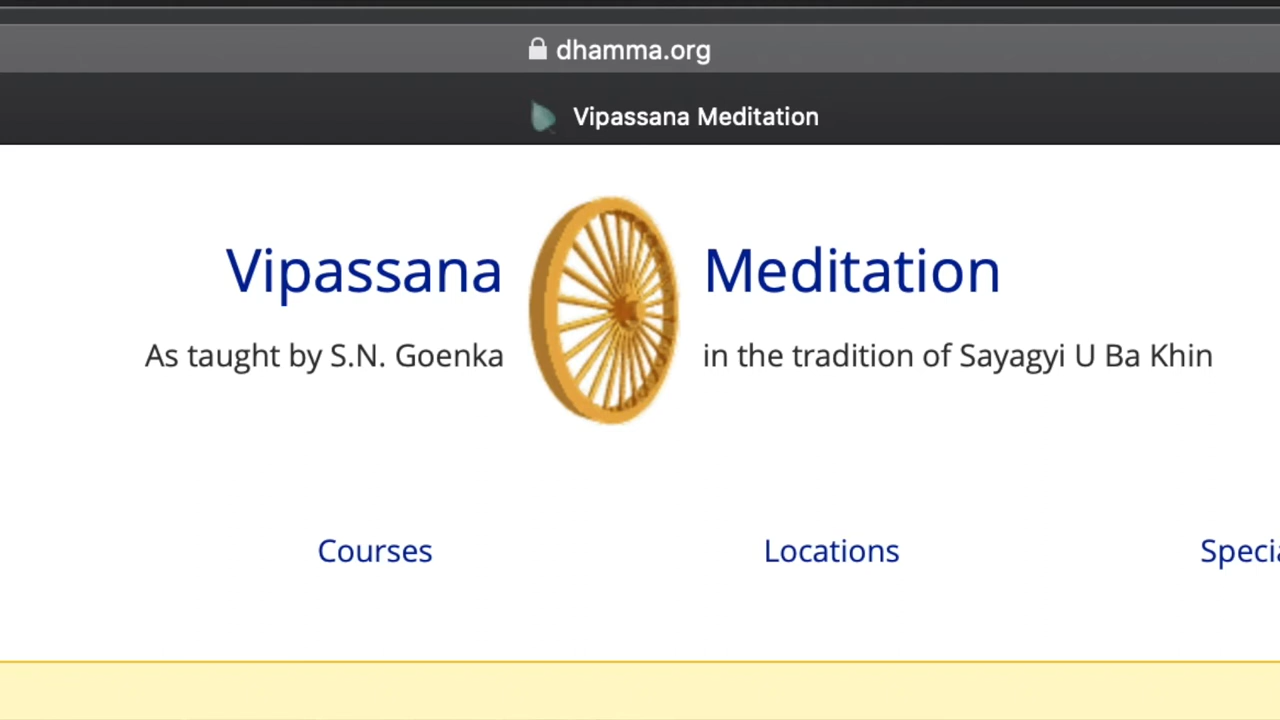 dhamma.org
Vipassana Meditation
Vipassana Meditation
As taught by S.N. Goenka in the tradition of Sayagyi U Ba Khin
Courses Locations